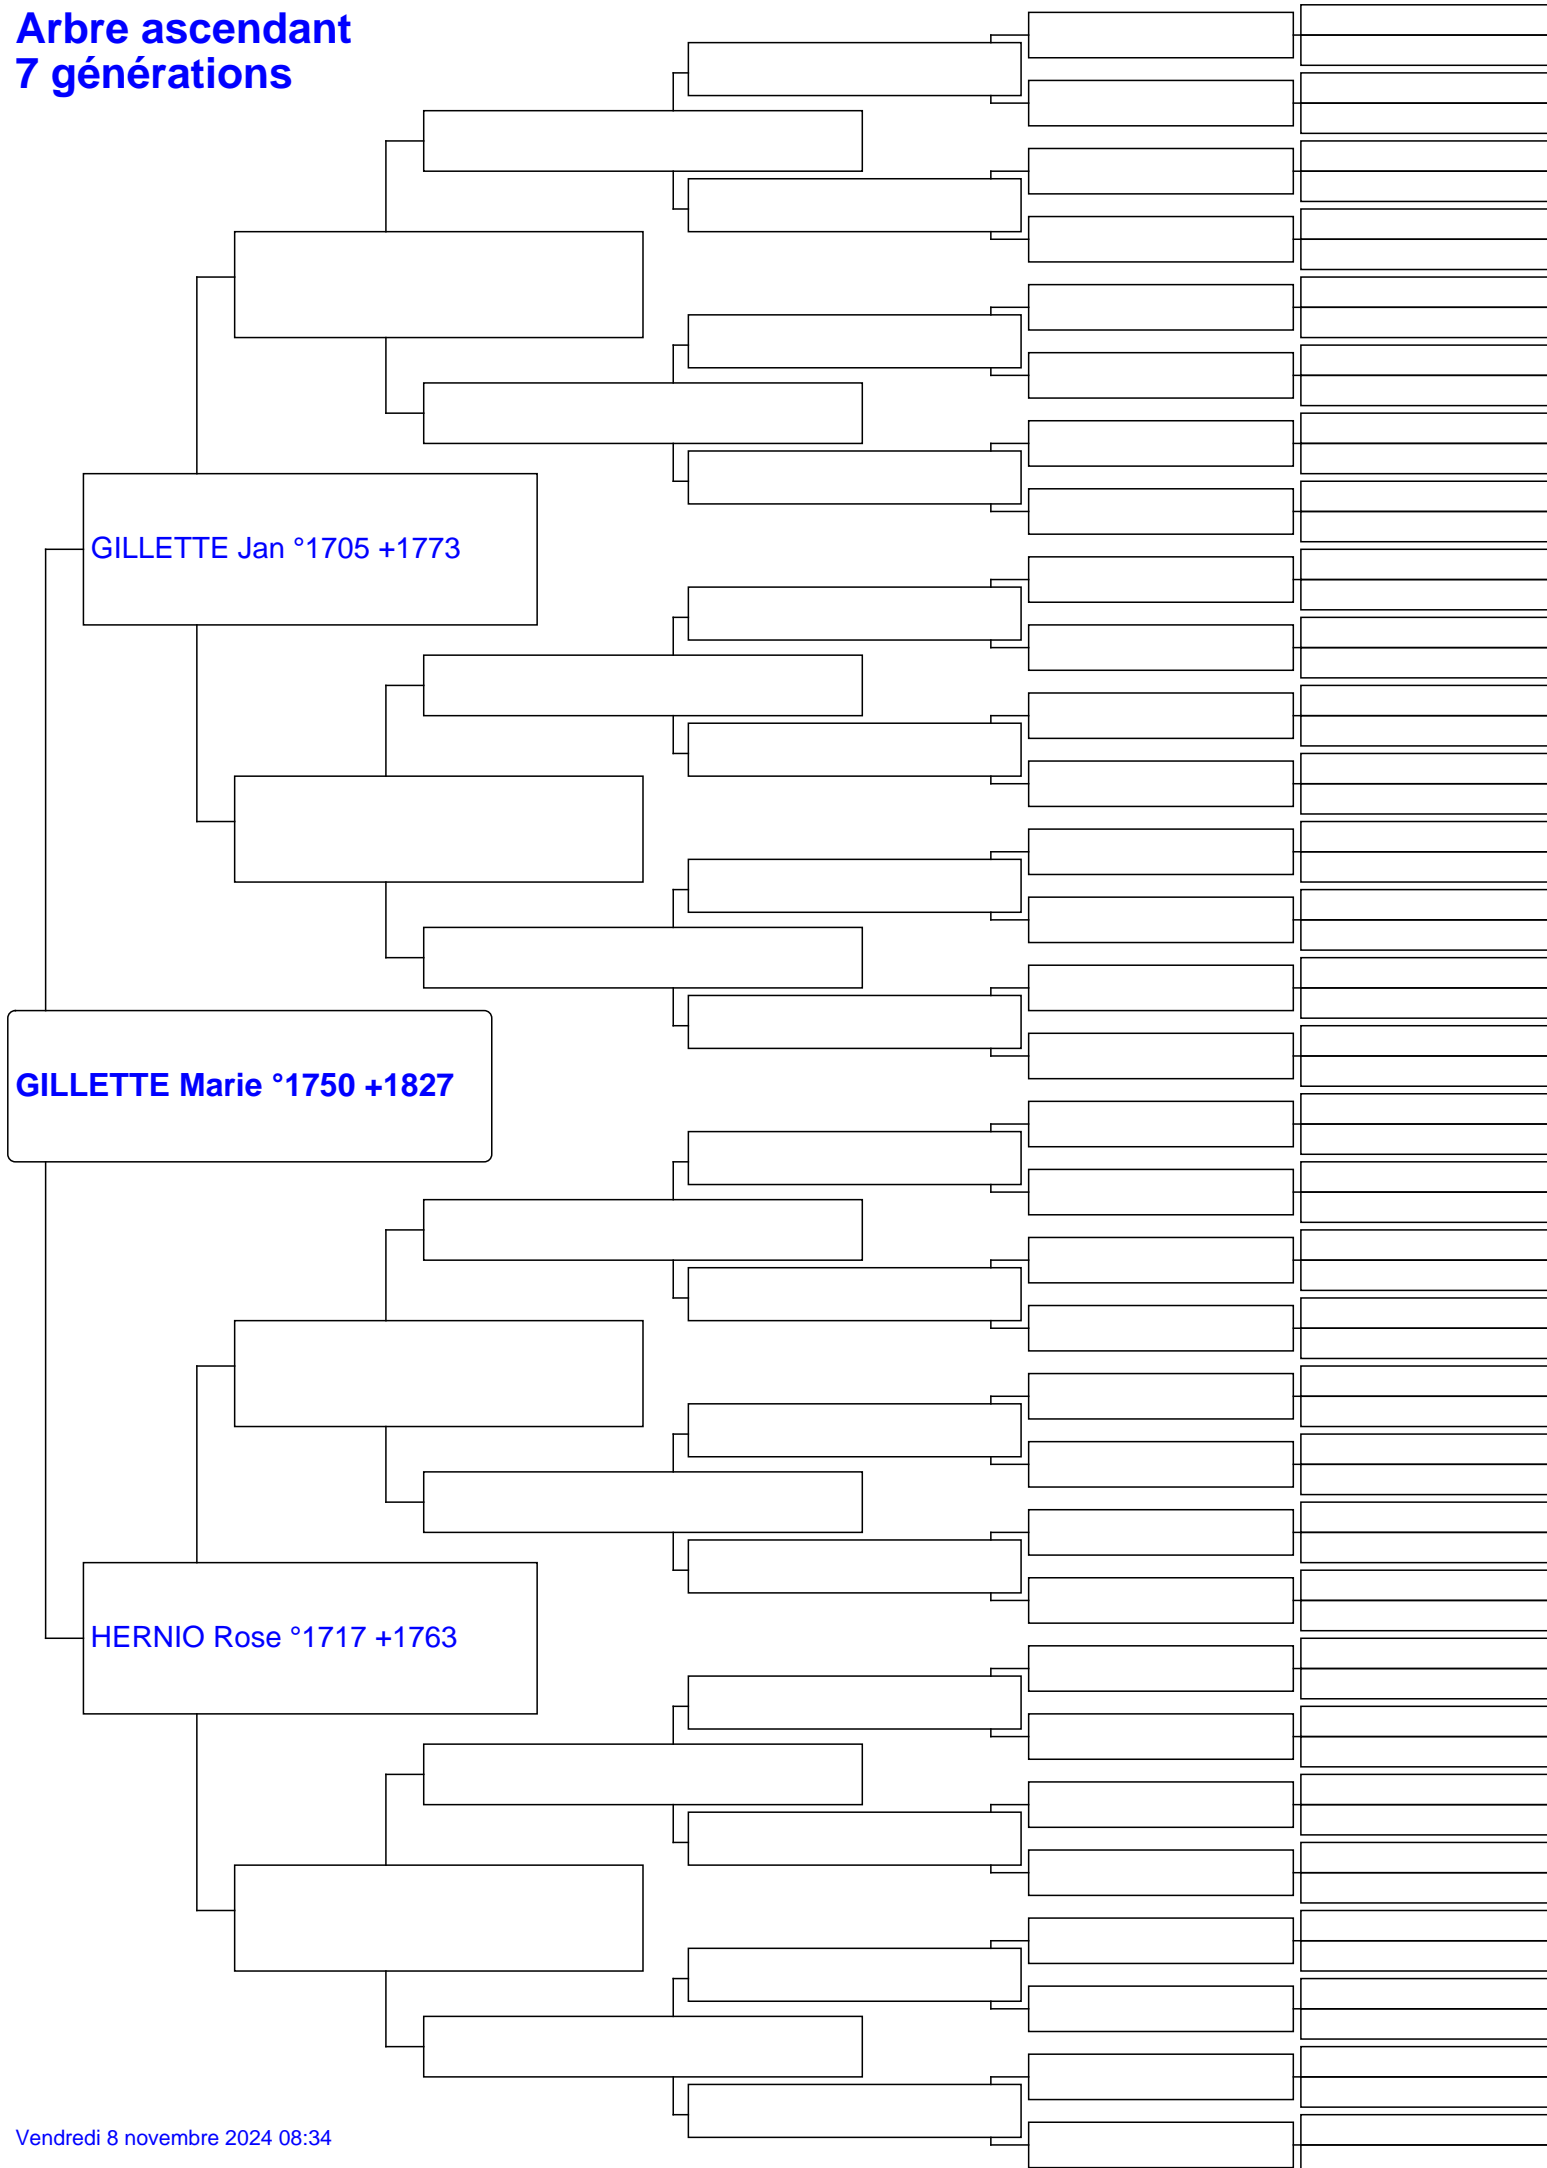 Arbre ascendant
7 générations
GILLETTE Jan °1705 +1773
GILLETTE Marie °1750 +1827
HERNIO Rose °1717 +1763
Vendredi 8 novembre 2024 08:34